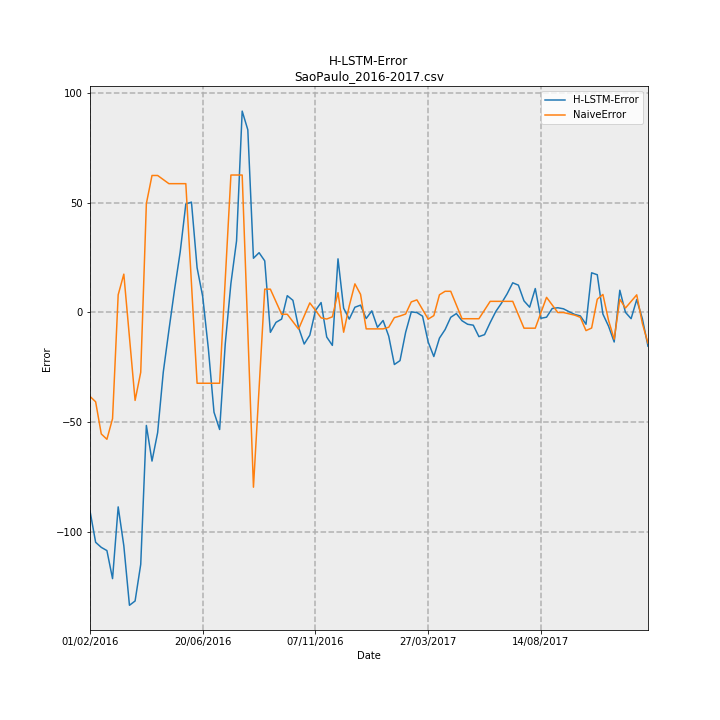 H-LSTM-Error
SaoPaulo_2016-2017.csv
H-LSTM-Error
NaiveError
100
50
0
−50
−100
Error
01/02/2016
20/06/2016
07/11/2016
27/03/2017
14/08/2017
Date